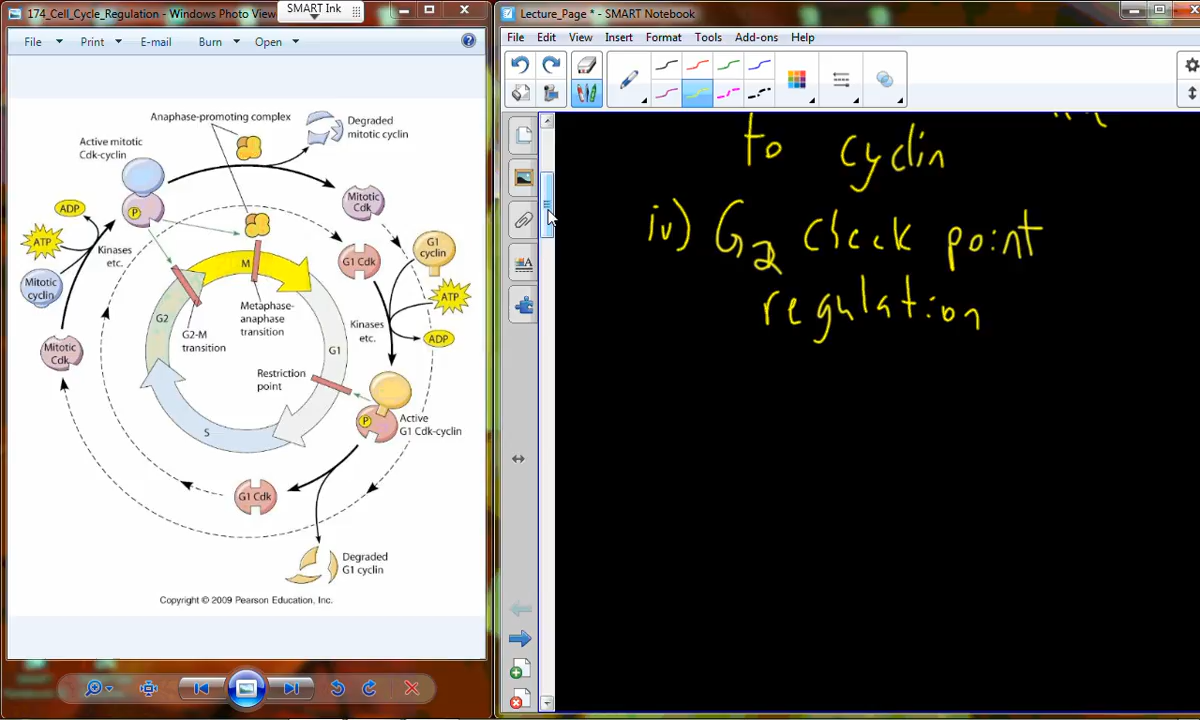 174_Cell_Cycle_Regulation - Windows Photo View
SMART Ink
File Print E-mail Burn Open
Anaphase-promoting complex
Degraded
mitotic cyclin
Active mitotic
Cdk-cyclin
P
ADP
ATP
Kinases
etc.
Mitotic
cyclin
Mitotic
Cdk
Mitotic
Cdk
G1 Cdk
G1
cyclin
ATP
Kinases
etc.
ADP
M
G2
G1
S
Metaphase-
anaphase
transition
G2-M
transition
Restriction
point
P
Active
G1 Cdk-cyclin
G1 Cdk
Degraded
G1 cyclin
Copyright © 2009 Pearson Education, Inc.
Lecture_Page * - SMART Notebook
File Edit View Insert Format Tools Add-ons Help
to cyclin
iv) G2 check point
regulation